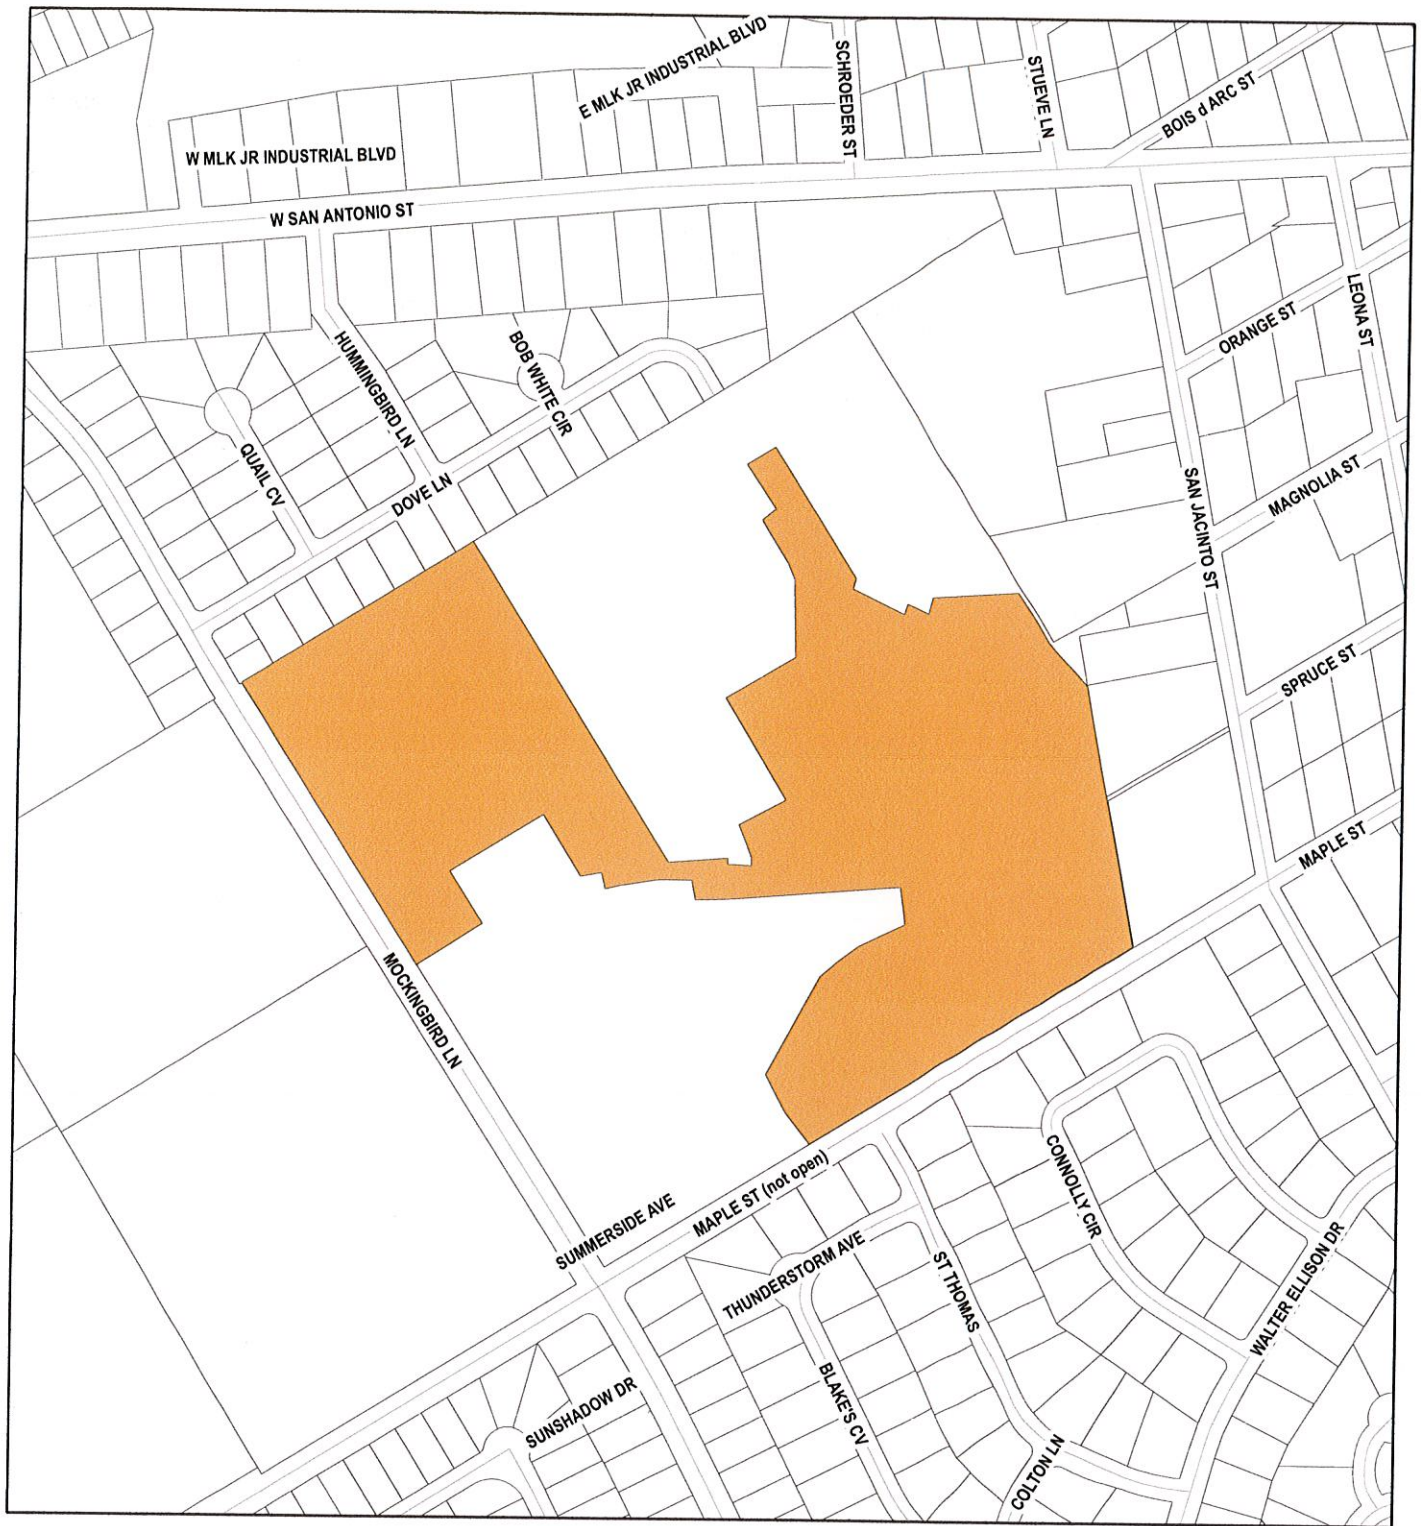 E MLK JR INDUSTRIAL BLVD
SCHROEDER ST
STUEVE LN
BOIS d ARC ST
W MLK JR INDUSTRIAL BLVD
W SAN ANTONIO ST
LEONA ST
ORANGE ST
HUMMINGBIRD LN
BOB WHITE CIR
QUAIL CV
DOVE LN
SAN JACINTO ST
MAGNOLIA ST
SPRUCE ST
MAPLE ST
MOCKINGBIRD LN
SUMMERSIDE AVE
MAPLE ST (not open)
CONNOLLY CIR
THUNDERSTORM AVE
ST THOMAS
WALTER ELLISON DR
SUNSHADOW DR
BLAKE'S CV
COLTON LN